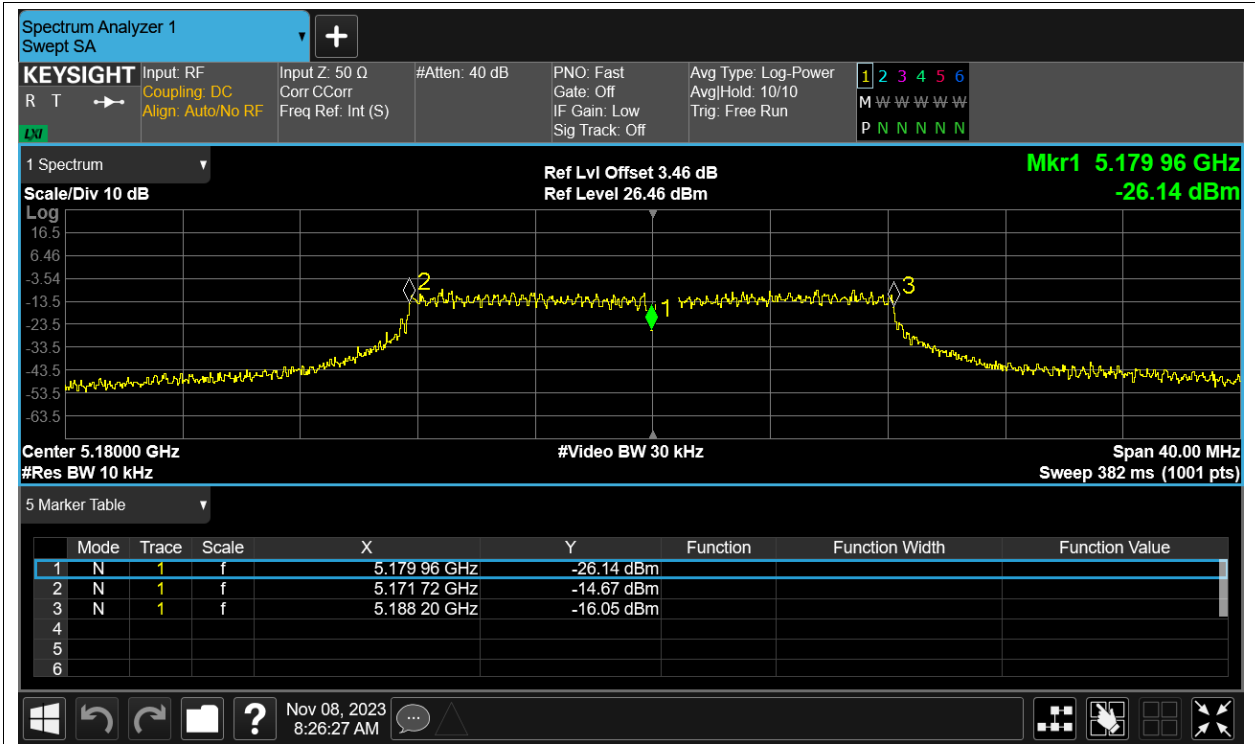 Spectrum Analyzer 1
Swept SA
KEYSIGHT
R T
LXI
Input: RF
Coupling: DC
Align: Auto/No RF
Input Z: 50 Ω
Corr CCorr
Freq Ref: Int (S)
#Atten: 40 dB
PNO: Fast
Gate: Off
IF Gain: Low
Sig Track: Off
Avg Type: Log-Power
Avg|Hold: 10/10
Trig: Free Run
1 2 3 4 5 6
M W W W W W
P N N N N N
1 Spectrum
Scale/Div 10 dB
Ref Lvl Offset 3.46 dB
Ref Level 26.46 dBm
Mkr1 5.179 96 GHz
-26.14 dBm
Log
16.5
6.46
-3.54
-13.5
-23.5
-33.5
-43.5
-53.5
-63.5
2
1
3
Center 5.18000 GHz
#Video BW 30 kHz
Span 40.00 MHz
#Res BW 10 kHz
Sweep 382 ms (1001 pts)
5 Marker Table
Mode Trace Scale X Y Function Function Width Function Value
1 N 1 f 5.179 96 GHz -26.14 dBm
2 N 1 f 5.171 72 GHz -14.67 dBm
3 N 1 f 5.188 20 GHz -16.05 dBm
4
5
6
?
Nov 08, 2023
8:26:27 AM